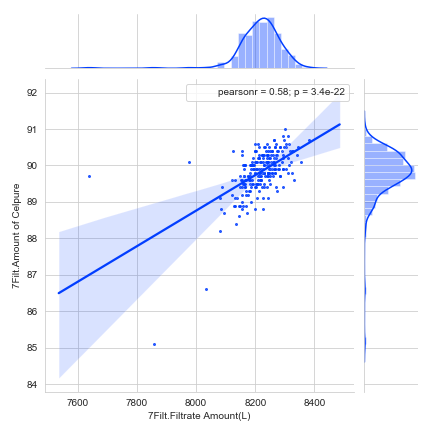 pearsonr = 0.58; p = 3.4e-22
92
91
90
89
88
87
86
85
84
7Filt.Amount of Celpure
7600 7800 8000 8200 8400
7Filt.Filtrate Amount(L)